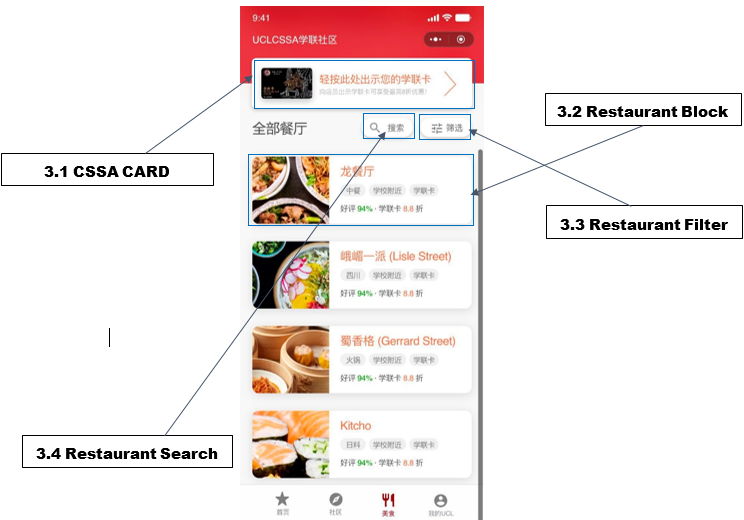 9:41
UCLCSSA学联社区
轻按此处出示您的学联卡
向店员出示学联卡可享受最高8折优惠!
全部餐厅
搜索
筛选
3.1 CSSA CARD
3.2 Restaurant Block
3.3 Restaurant Filter
3.4 Restaurant Search
龙餐厅
中餐 学校附近 学联卡
好评 94% · 学联卡 8.8 折
峨嵋一派 (Lisle Street)
四川 学校附近 学联卡
好评 94% · 学联卡 8.8 折
蜀香格 (Gerrard Street)
火锅 学校附近 学联卡
好评 94% · 学联卡 8.8 折
Kitcho
日料 学校附近 学联卡
好评 94% · 学联卡 8.8 折
首页
社区
美食
我的UCL